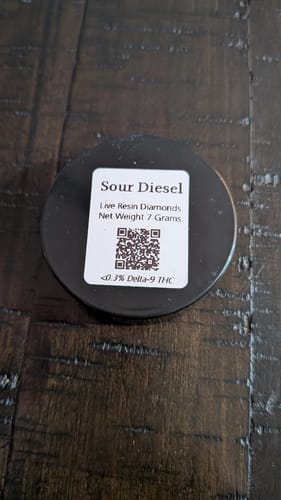 Sour Diesel
Live Resin Diamonds
Net Weight 7 Grams
<0.3% Delta-9 THC